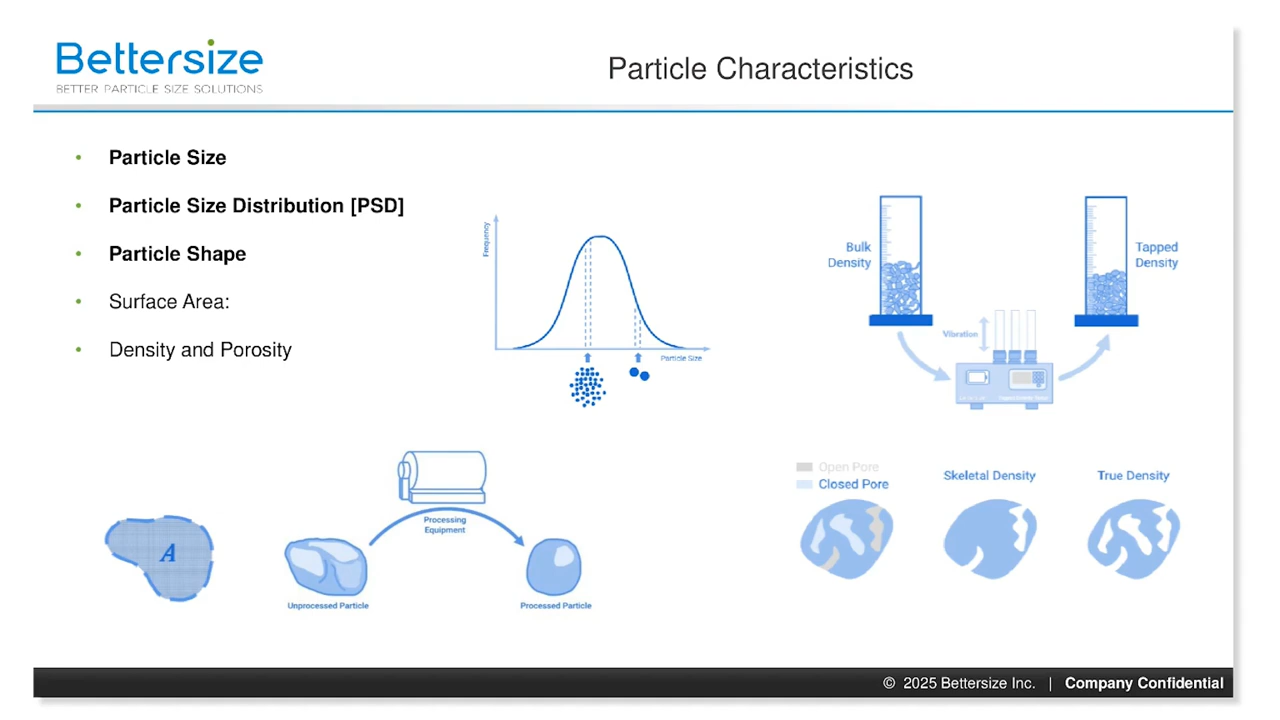 Bettersize
BETTER PARTICLE SIZE SOLUTIONS
Particle Characteristics
• Particle Size
• Particle Size Distribution [PSD]
• Particle Shape
• Surface Area:
• Density and Porosity
Frequency
Particle Size
Bulk
Density
Tapped
Density
Vibration
A
Processing
Equipment
Unprocessed Particle
Processed Particle
Open Pore
Closed Pore
Skeletal Density
True Density
© 2025 Bettersize Inc. | Company Confidential